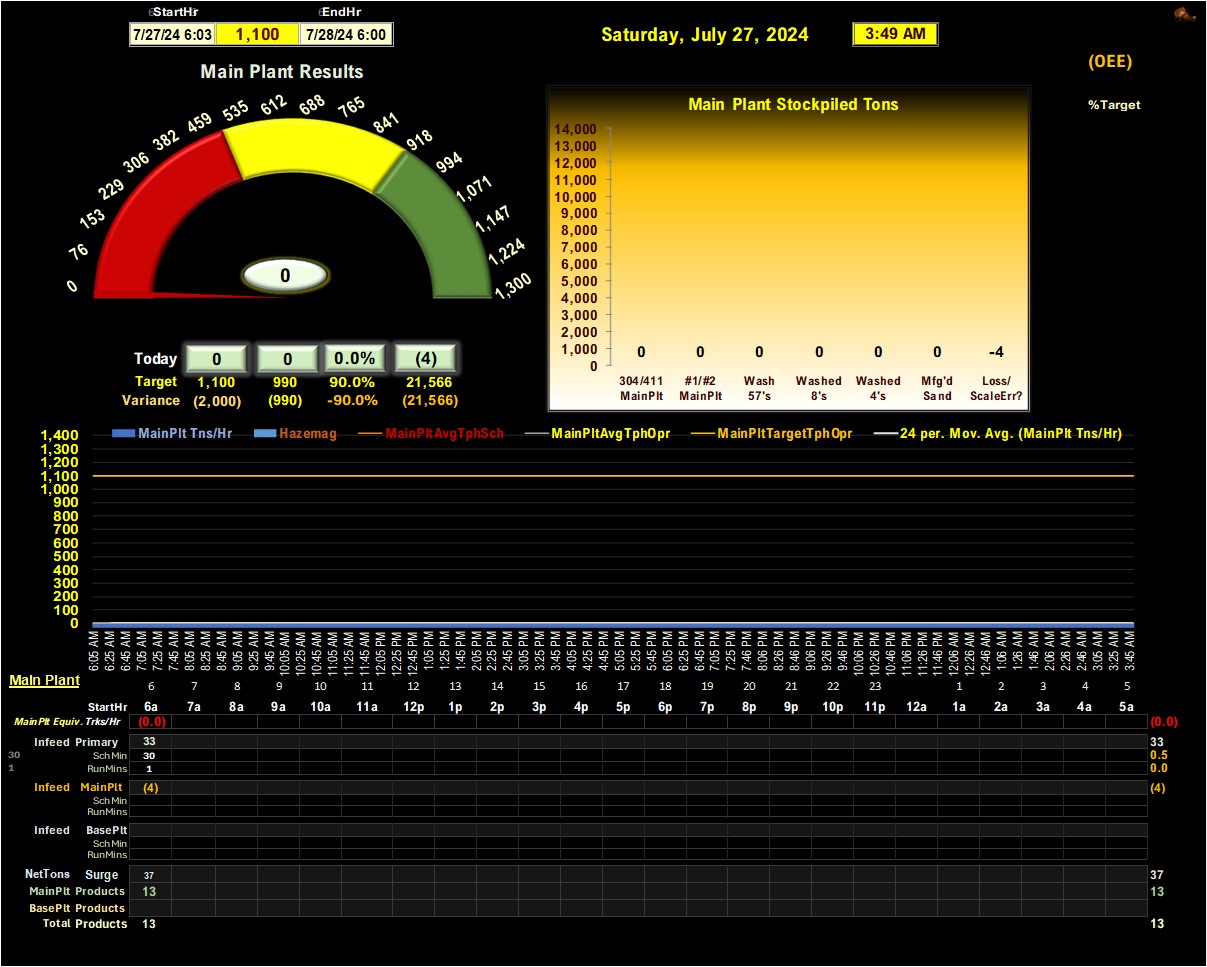 StartHr EndHr
7/27/24 6:03 1,100 7/28/24 6:00 Saturday, July 27, 2024 3:49 AM
(OEE)
Main Plant Results
%Target
0 76 153 229 306 382 459 535 612 688 765 841 918 994 1,071 1,147 1,224 1,300
0
Main Plant Stockpiled Tons
14,000
13,000
12,000
11,000
10,000
9,000
8,000
7,000
6,000
5,000
4,000
3,000
2,000
1,000
0
0 0 0 0 0 0 -4
304/411 #1/#2 Wash Washed Washed Mfg'd Loss/
MainPlt MainPlt 57's 8's 4's Sand ScaleErr?
Today 0 0 0.0% (4)
Target 1,100 990 90.0% 21,566
Variance (2,000) (990) -90.0% (21,566)
MainPlt Tns/Hr Hazemag MainPltAvgTphSch MainPltAvgTphOpr MainPltTargetTphOpr 24 per. Mov. Avg. (MainPlt Tns/Hr)
1,400
1,300
1,200
1,100
1,000
900
800
700
600
500
400
300
200
100
0
6:05 AM 6:25 AM 6:45 AM 7:05 AM 7:25 AM 7:45 AM 8:05 AM 8:25 AM 8:45 AM 9:05 AM 9:25 AM 9:45 AM 10:05 AM 10:25 AM 10:45 AM 11:05 AM 11:25 AM 11:45 AM 12:05 PM 12:25 PM 12:45 PM 1:05 PM 1:25 PM 1:45 PM 2:05 PM 2:25 PM 2:45 PM 3:05 PM 3:25 PM 3:45 PM 4:05 PM 4:25 PM 4:45 PM 5:05 PM 5:25 PM 5:45 PM 6:05 PM 6:25 PM 6:45 PM 7:05 PM 7:25 PM 7:45 PM 8:06 PM 8:26 PM 8:46 PM 9:06 PM 9:26 PM 9:46 PM 10:06 PM 10:26 PM 10:46 PM 11:06 PM 11:26 PM 11:46 PM 12:06 AM 12:26 AM 12:46 AM 1:06 AM 1:26 AM 1:46 AM 2:06 AM 2:26 AM 2:46 AM 3:05 AM 3:25 AM 3:45 AM
Main Plant
6 7 8 9 10 11 12 13 14 15 16 17 18 19 20 21 22 23 1 2 3 4 5
StartHr 6a 7a 8a 9a 10a 11a 12p 1p 2p 3p 4p 5p 6p 7p 8p 9p 10p 11p 12a 1a 2a 3a 4a 5a
MainPlt Equiv. Trks/Hr (0.0) (0.0)
Infeed Primary 33 33
30 Sch Min 30 0.5
1 RunMins 1 0.0
Infeed MainPlt (4) (4)
Sch Min
RunMins
Infeed BasePlt
Sch Min
RunMins
NetTons Surge 37 37
MainPlt Products 13 13
BasePlt Products
Total Products 13 13